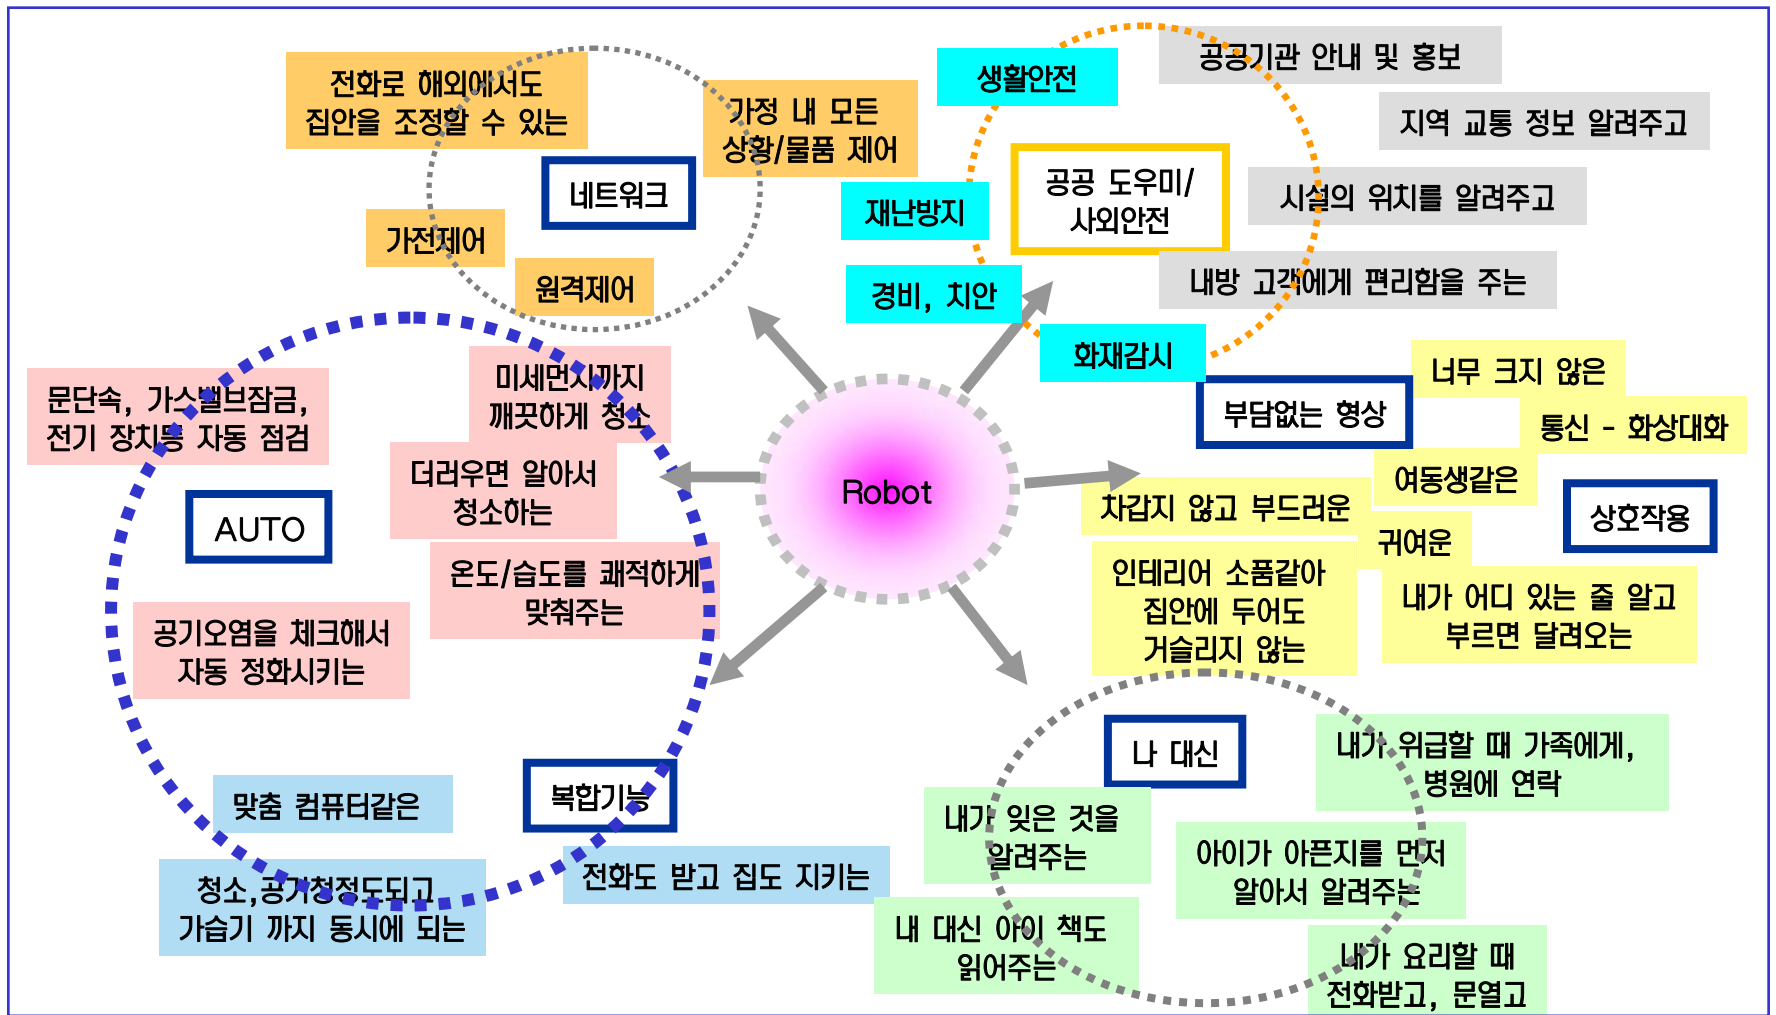 전화로 해외에서도
집안을 조정할 수 있는
가정 내 모든
상황/물품 제어
네트워크
가전제어
원격제어
생활안전
공공기관 안내 및 홍보
지역 교통 정보 알려주고
공공 도우미/
사외안전
재난방지
시설의 위치를 알려주고
경비, 치안
내방 고객에게 편리함을 주는
화재감시
문단속, 가스밸브잠금,
전기 장치등 자동 점검
미세먼지까지
깨끗하게 청소
더러우면 알아서
청소하는
AUTO
온도/습도를 쾌적하게
맞춰주는
공기오염을 체크해서
자동 정화시키는
Robot
부담없는 형상
너무 크지 않은
통신 - 화상대화
여동생같은
차갑지 않고 부드러운
상호작용
귀여운
인테리어 소품같아
집안에 두어도
거슬리지 않는
내가 어디 있는 줄 알고
부르면 달려오는
맞춤 컴퓨터같은
복합기능
청소,공기청정도되고
가습기 까지 동시에 되는
전화도 받고 집도 지키는
나 대신
내가 위급할 때 가족에게,
병원에 연락
내가 잊은 것을
알려주는
아이가 아픈지를 먼저
알아서 알려주는
내 대신 아이 책도
읽어주는
내가 요리할 때
전화받고, 문열고